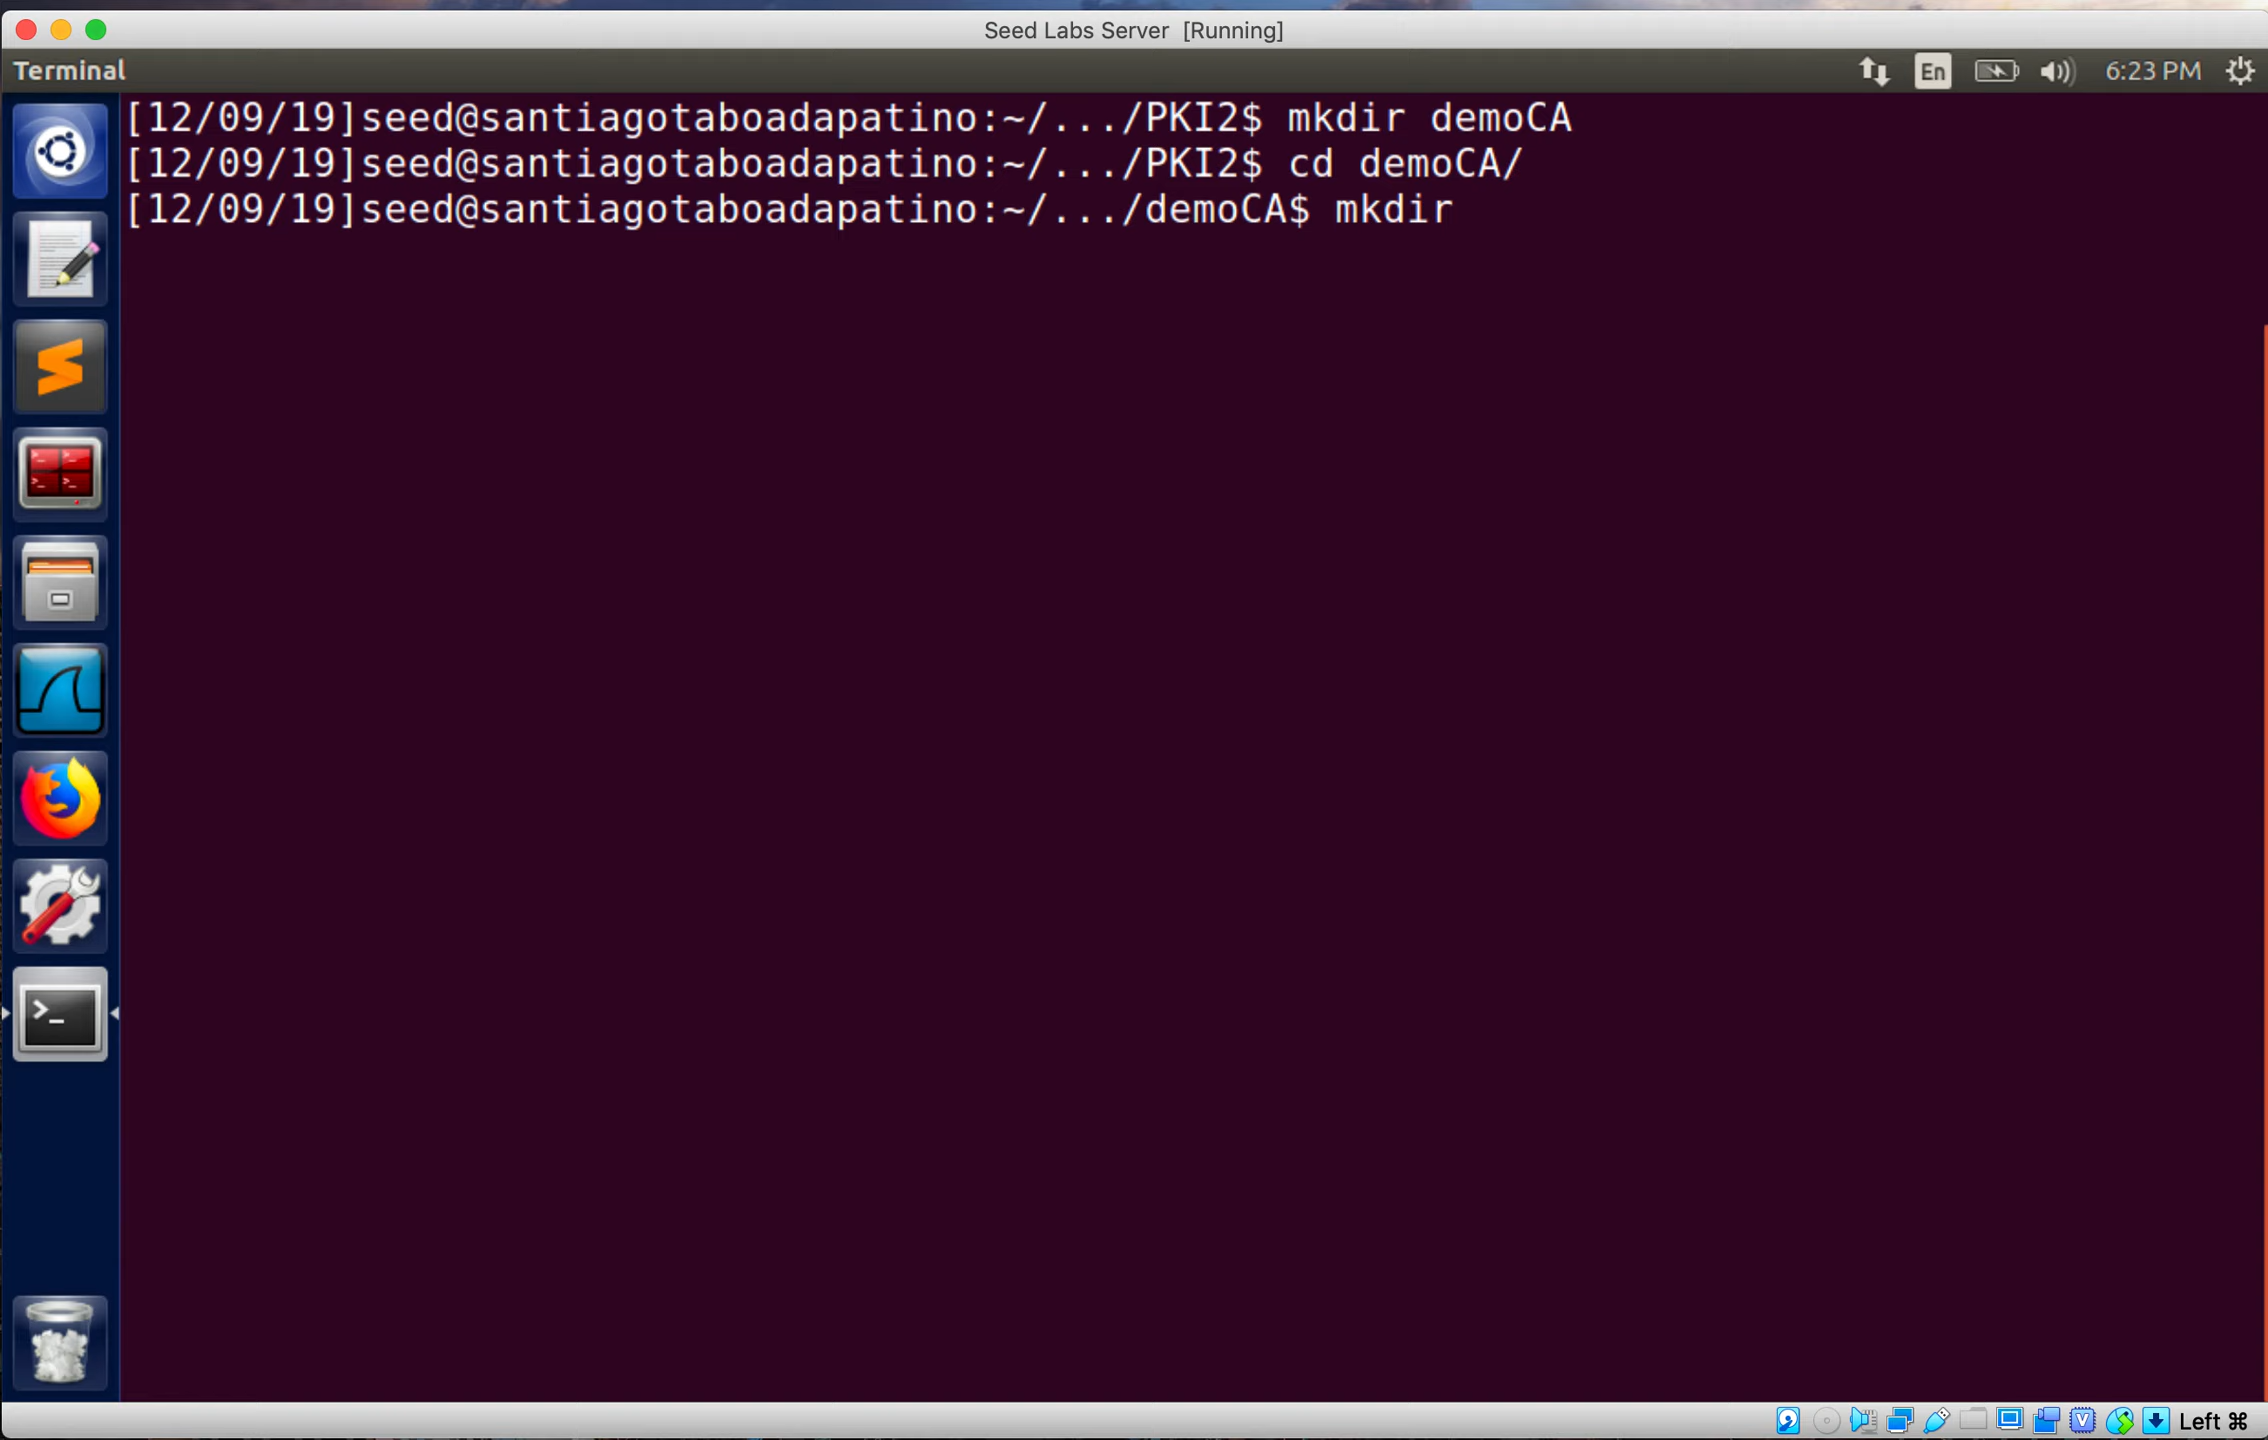 Seed Labs Server [Running]
Terminal
En
6:23 PM
[12/09/19]seed@santiagotaboadapatino:~/.../PKI2$ mkdir demoCA
[12/09/19]seed@santiagotaboadapatino:~/.../PKI2$ cd demoCA/
[12/09/19]seed@santiagotaboadapatino:~/.../demoCA$ mkdir
Left ⌘